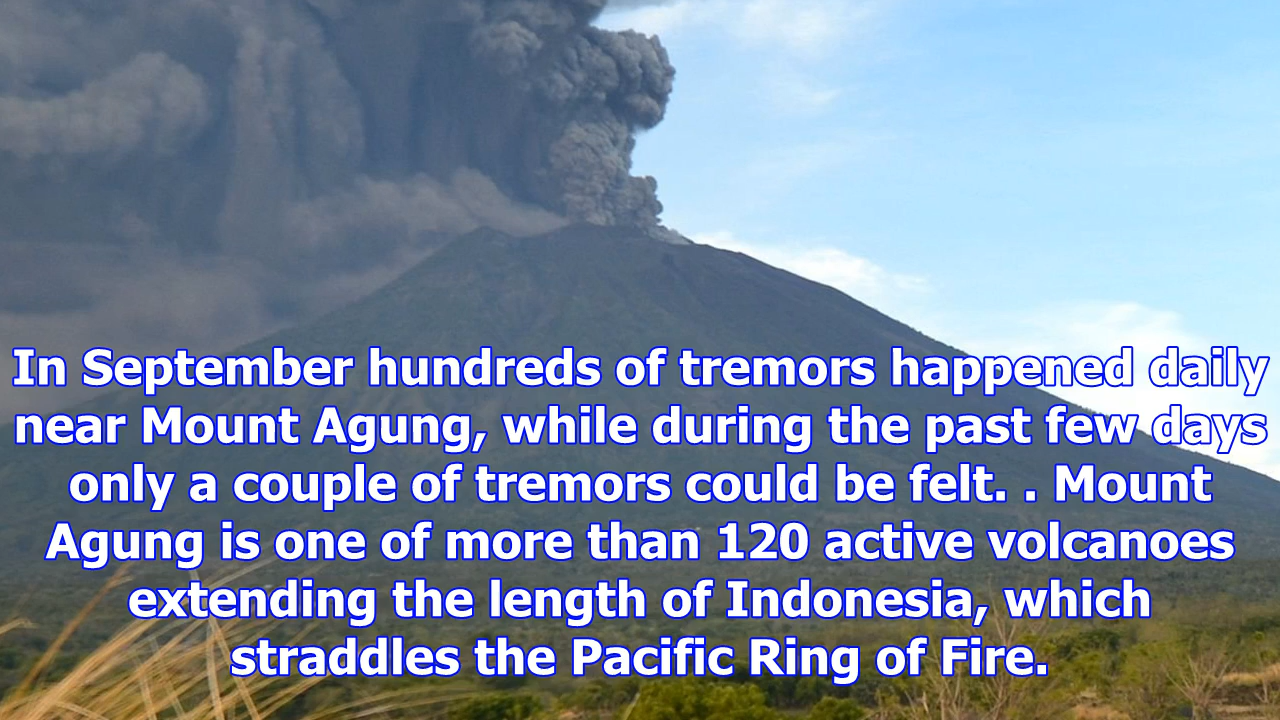 In September hundreds of tremors happened daily
near Mount Agung, while during the past few days
only a couple of tremors could be felt. . Mount
Agung is one of more than 120 active volcanoes
extending the length of Indonesia, which
straddles the Pacific Ring of Fire.